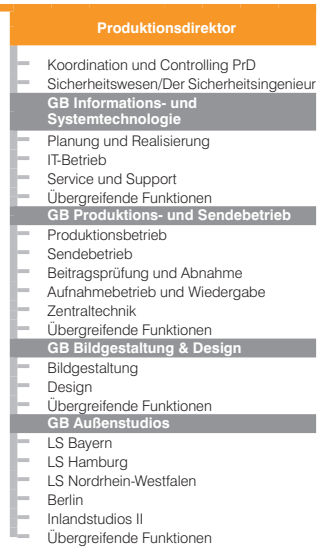 Produktionsdirektor
Koordination und Controlling PrD
Sicherheitswesen/Der Sicherheitsingenieur
GB Informations- und
Systemtechnologie
Planung und Realisierung
IT-Betrieb
Service und Support
Übergreifende Funktionen
GB Produktions- und Sendebetrieb
Produktionsbetrieb
Sendebetrieb
Beitragsprüfung und Abnahme
Aufnahmebetrieb und Wiedergabe
Zentraltechnik
Übergreifende Funktionen
GB Bildgestaltung & Design
Bildgestaltung
Design
Übergreifende Funktionen
GB Außenstudios
LS Bayern
LS Hamburg
LS Nordrhein-Westfalen
Berlin
Inlandstudios II
Übergreifende Funktionen